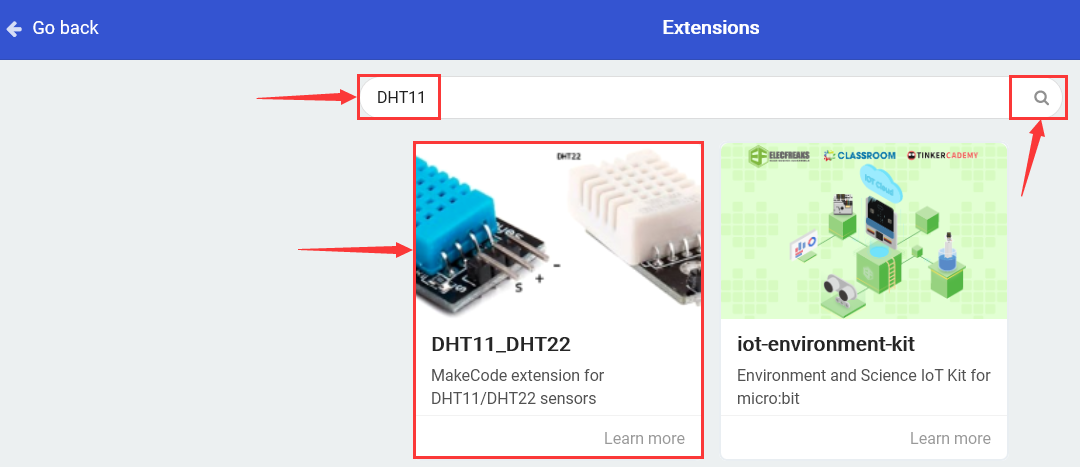 Go back
Extensions
DHT11
DHT22
S + -
ELECFREAKS CLASSROOM TINKERCADEMY
IOT Cloud
DHT11_DHT22
MakeCode extension for
DHT11/DHT22 sensors
Learn more
iot-environment-kit
Environment and Science IoT Kit for
micro:bit
Learn more